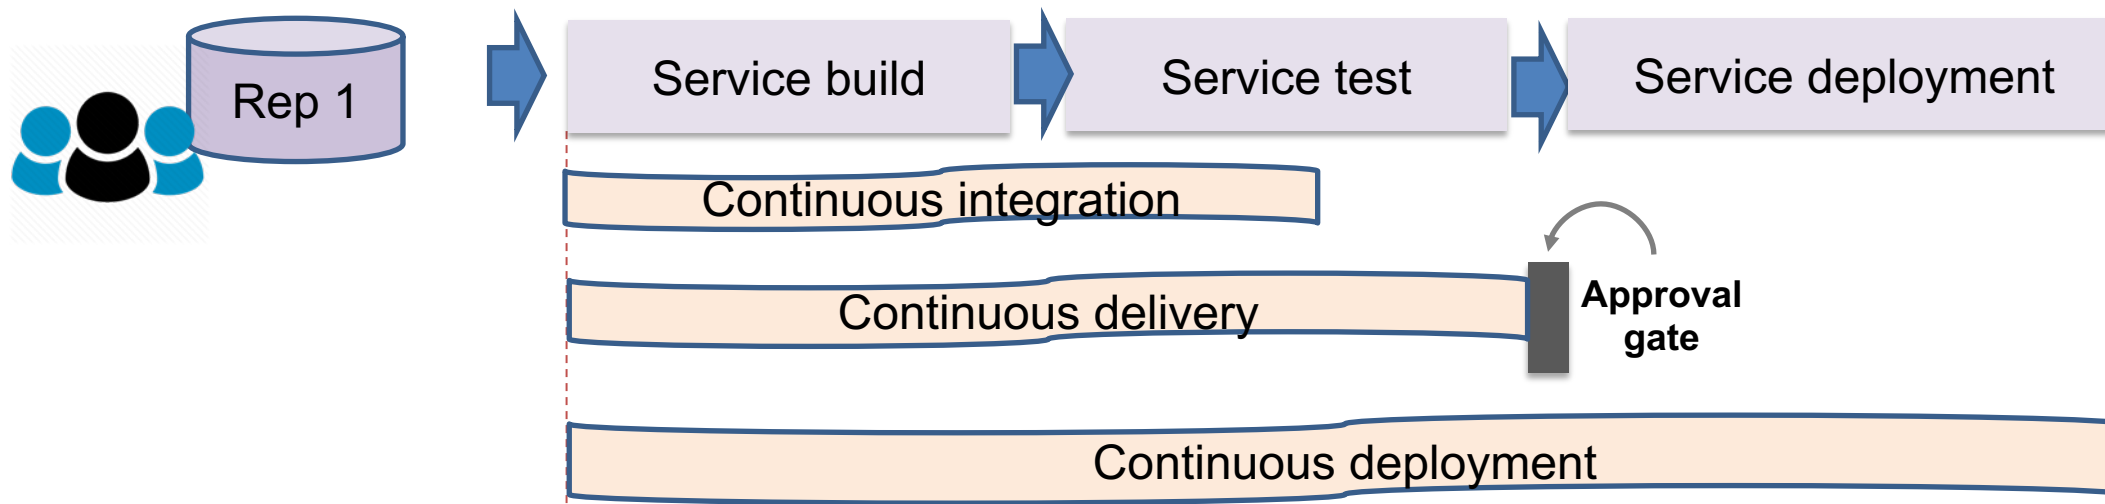 Rep 1
Service build
Service test
Service deployment
Continuous integration
Continuous delivery
Approval
gate
Continuous deployment